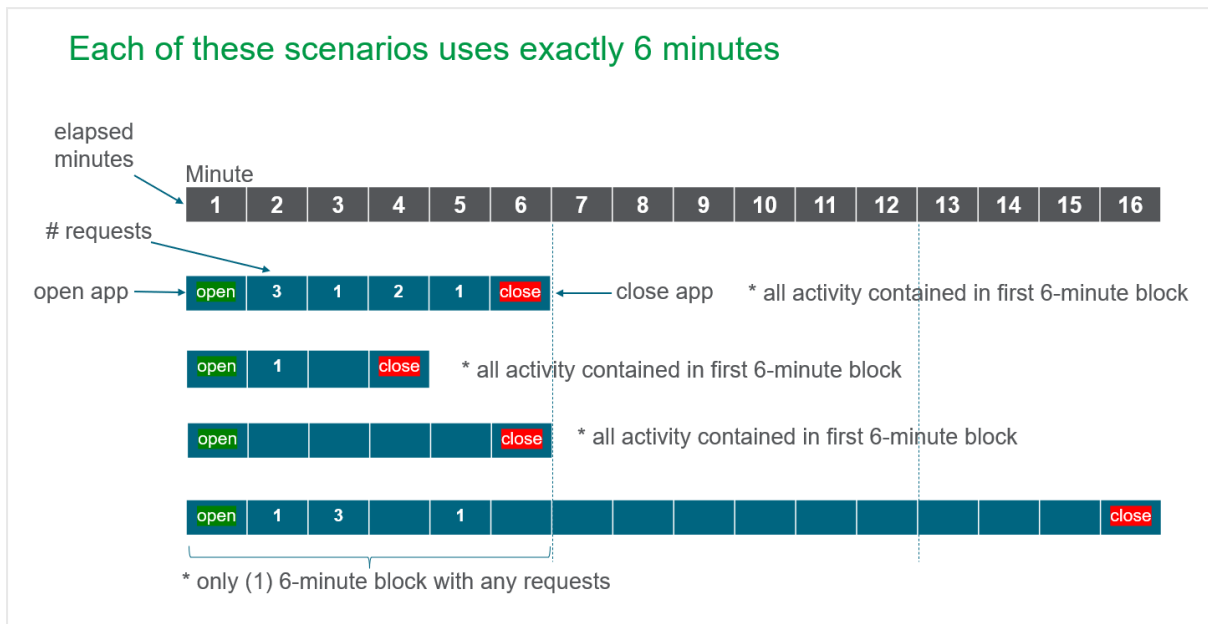 Each of these scenarios uses exactly 6 minutes
elapsed
minutes
Minute
1 2 3 4 5 6 7 8 9 10 11 12 13 14 15 16
# requests
open app
open 3 1 2 1 close
close app
* all activity contained in first 6-minute block
open 1 close
* all activity contained in first 6-minute block
open close
* all activity contained in first 6-minute block
open 1 3 1 close
* only (1) 6-minute block with any requests